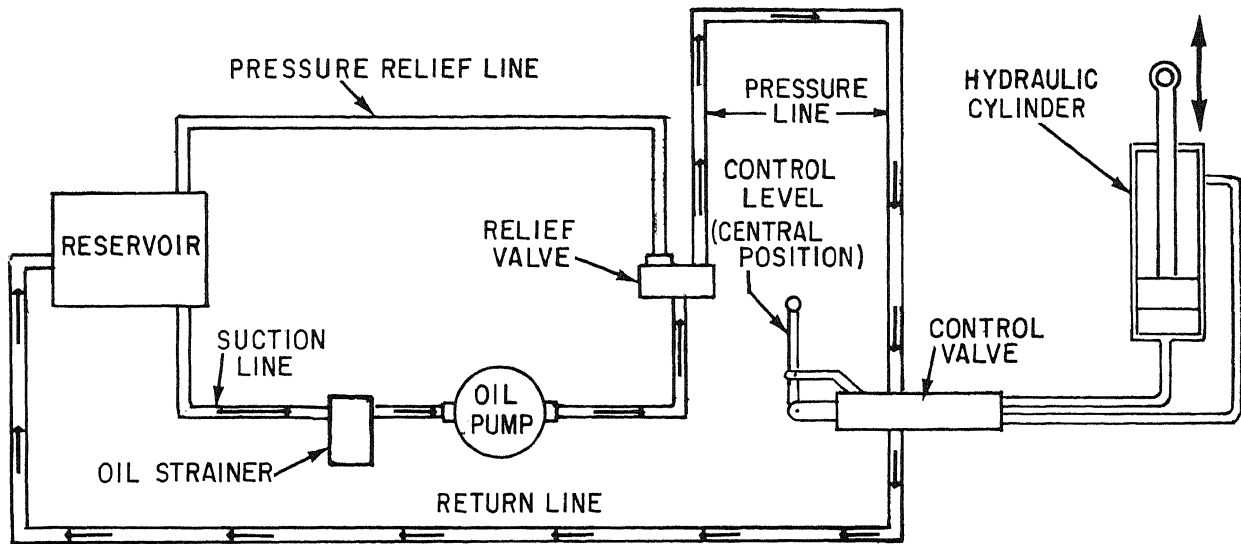 PRESSURE RELIEF LINE
PRESSURE
LINE
HYDRAULIC
CYLINDER
CONTROL
LEVEL
(CENTRAL
POSITION)
RESERVOIR
RELIEF
VALVE
SUCTION
LINE
OIL
PUMP
CONTROL
VALVE
OIL STRAINER
RETURN LINE